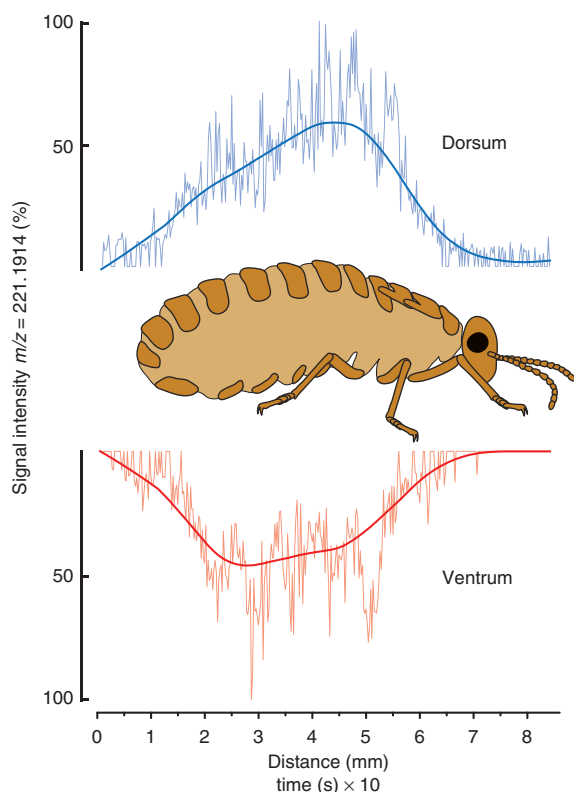 100
50
Dorsum
Signal intensity m/z = 221.1914 (%)
50
Ventrum
100
0 1 2 3 4 5 6 7 8
Distance (mm)
time (s) × 10